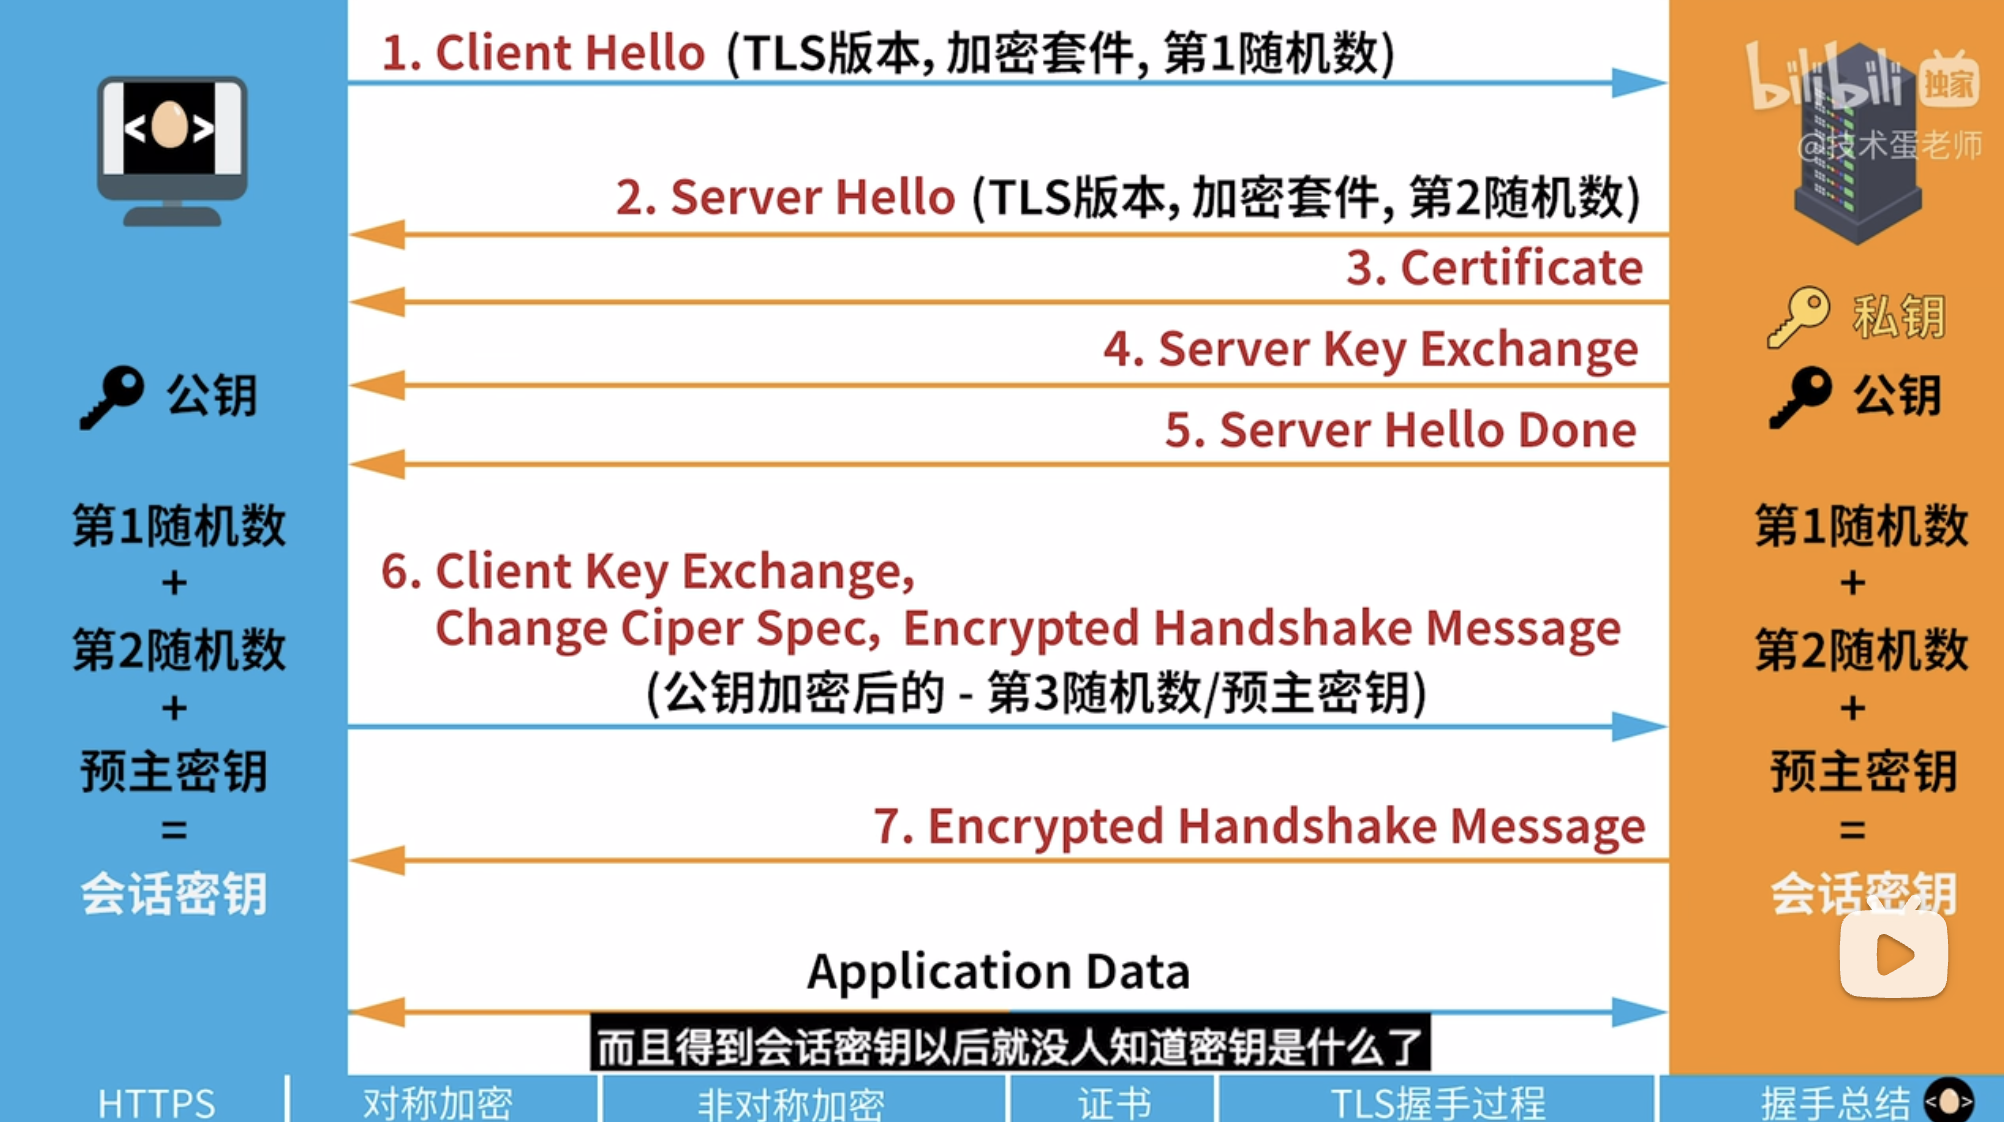 1. Client Hello (TLS版本, 加密套件, 第1随机数)
bilibili 独家
@技术蛋老师
< >
2. Server Hello (TLS版本, 加密套件, 第2随机数)
3. Certificate
私钥
4. Server Key Exchange
公钥
公钥
5. Server Hello Done
第1随机数
+
第2随机数
+
预主密钥
=
会话密钥
6. Client Key Exchange,
Change Ciper Spec, Encrypted Handshake Message
(公钥加密后的 - 第3随机数/预主密钥)
7. Encrypted Handshake Message
Application Data
第1随机数
+
第2随机数
+
预主密钥
=
会话密钥
而且得到会话密钥以后就没人知道密钥是什么了
HTTPS
对称加密
非对称加密
证书
TLS握手过程
握手总结
< >